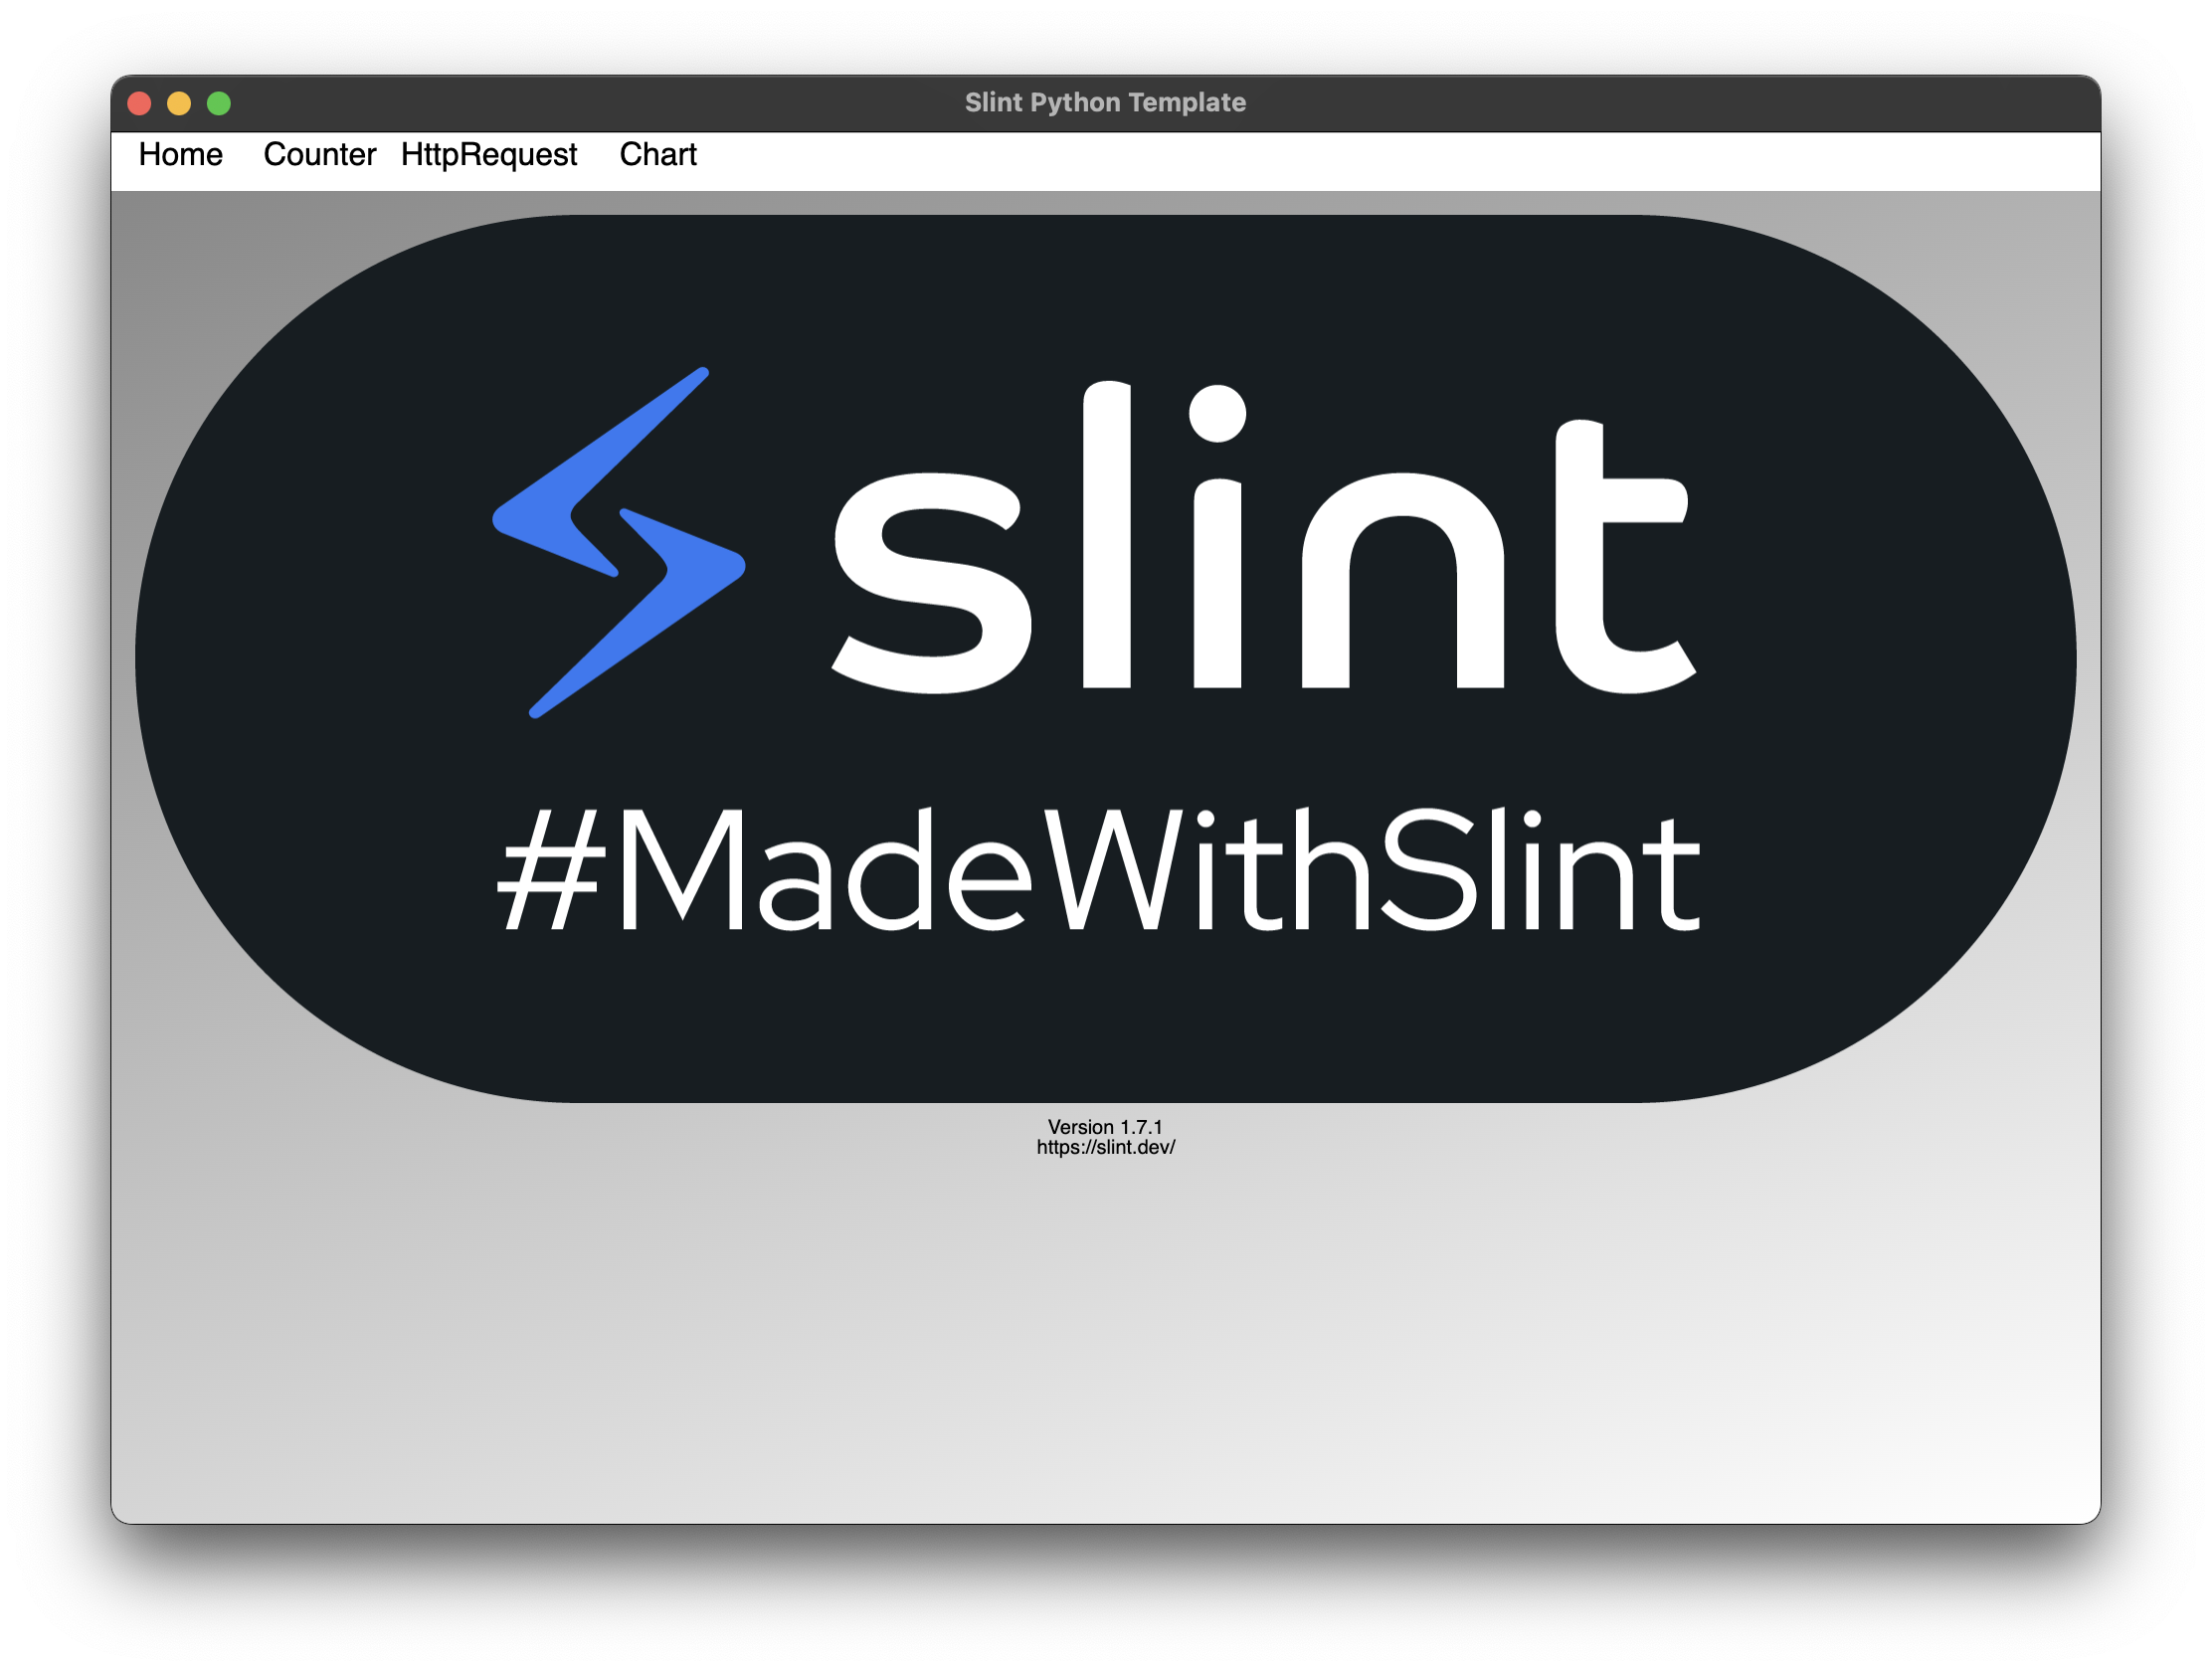 Slint Python Template
Home Counter HttpRequest Chart
slint
#MadeWithSlint
Version 1.7.1
https://slint.dev/